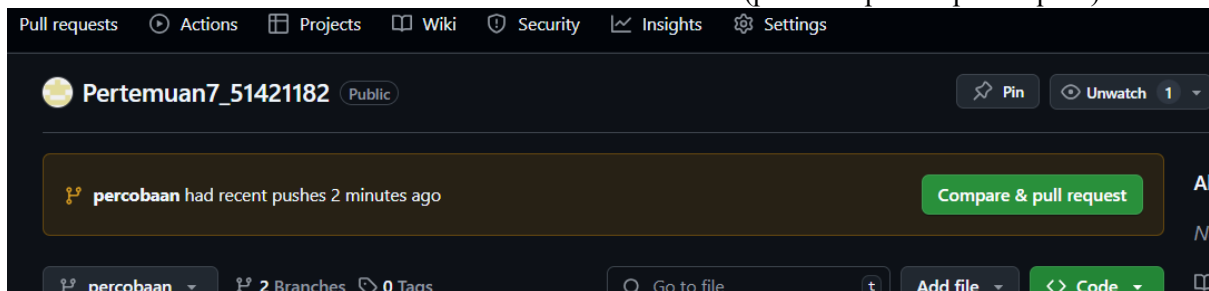 Pull requests Actions Projects Wiki Security Insights Settings
Pertemuan7_51421182 Public Pin Unwatch 1
percobaan had recent pushes 2 minutes ago Compare & pull request
percobaan 2 Branches 0 Tags Go to file t Add file Code